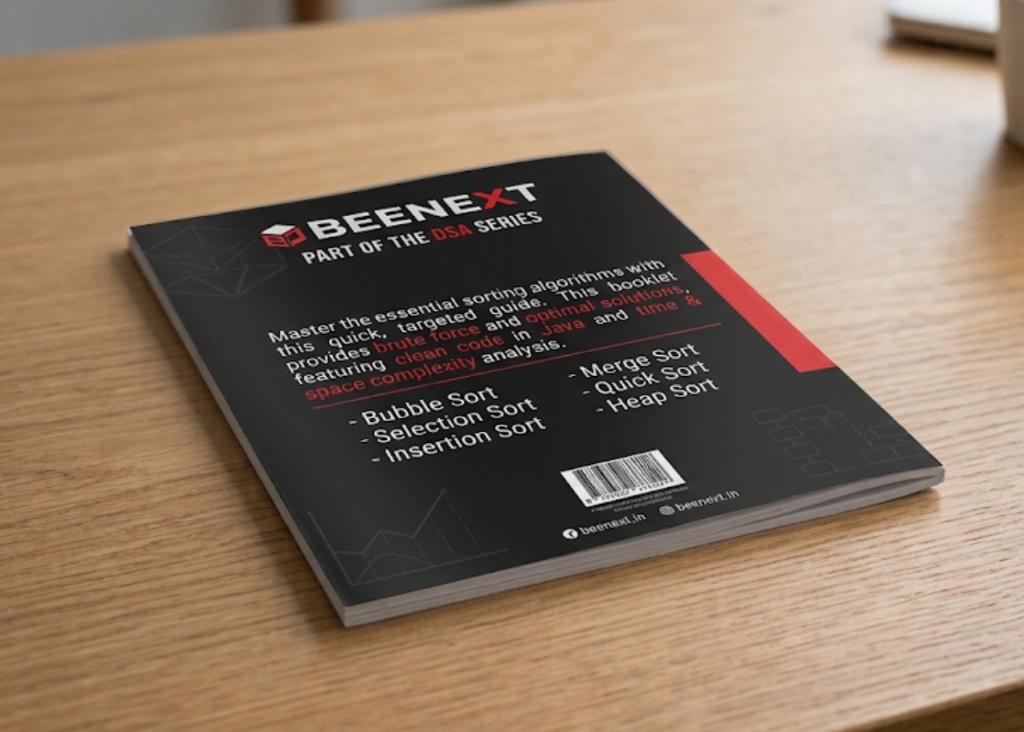 BEENEXT
PART OF THE DSA SERIES
Master the essential sorting algorithms with
this quick, targeted guide. This booklet
provides brute force and optimal solutions,
featuring clean code in Java and time &
space complexity analysis.
- Bubble Sort
- Selection Sort
- Insertion Sort
- Merge Sort
- Quick Sort
- Heap Sort
beenext.in
beenext.in